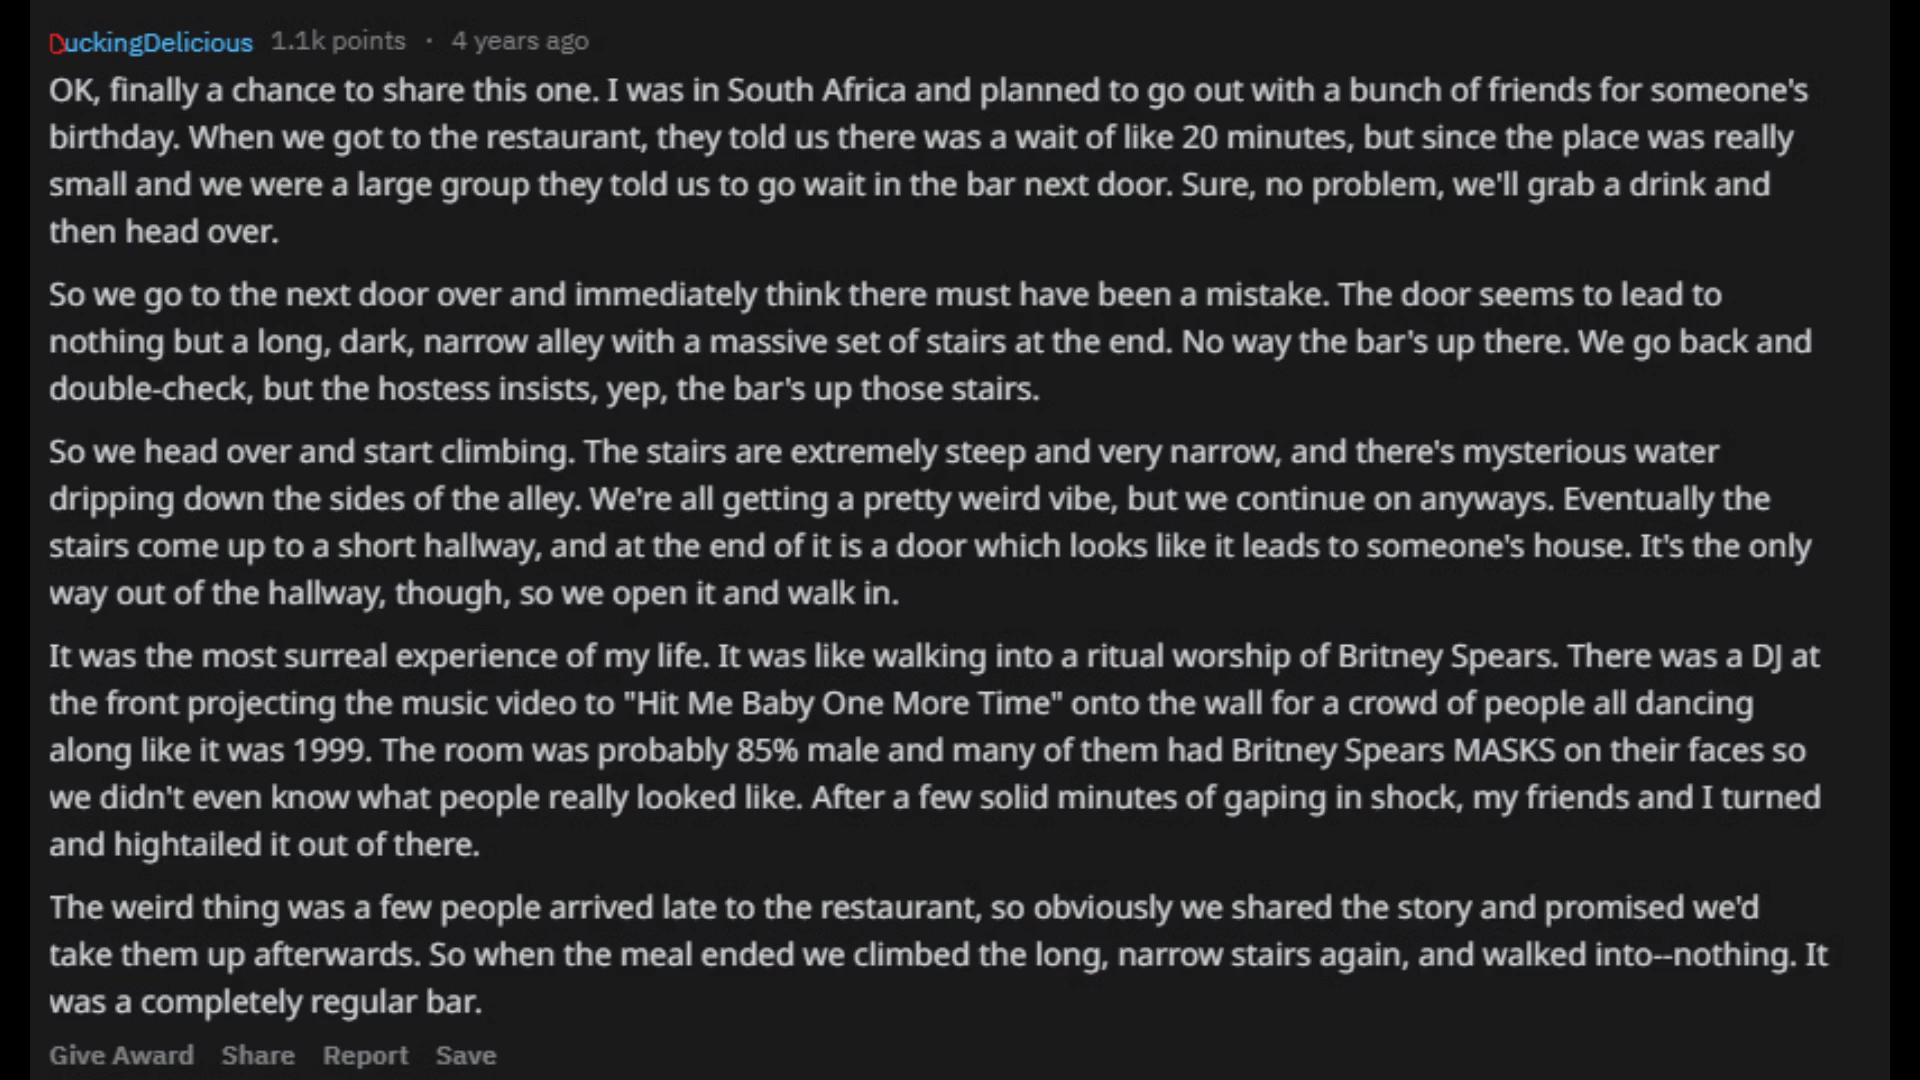 DuckingDelicious 1.1k points · 4 years ago
OK, finally a chance to share this one. I was in South Africa and planned to go out with a bunch of friends for someone's
birthday. When we got to the restaurant, they told us there was a wait of like 20 minutes, but since the place was really
small and we were a large group they told us to go wait in the bar next door. Sure, no problem, we'll grab a drink and
then head over.
So we go to the next door over and immediately think there must have been a mistake. The door seems to lead to
nothing but a long, dark, narrow alley with a massive set of stairs at the end. No way the bar's up there. We go back and
double-check, but the hostess insists, yep, the bar's up those stairs.
So we head over and start climbing. The stairs are extremely steep and very narrow, and there's mysterious water
dripping down the sides of the alley. We're all getting a pretty weird vibe, but we continue on anyways. Eventually the
stairs come up to a short hallway, and at the end of it is a door which looks like it leads to someone's house. It's the only
way out of the hallway, though, so we open it and walk in.
It was the most surreal experience of my life. It was like walking into a ritual worship of Britney Spears. There was a DJ at
the front projecting the music video to "Hit Me Baby One More Time" onto the wall for a crowd of people all dancing
along like it was 1999. The room was probably 85% male and many of them had Britney Spears MASKS on their faces so
we didn't even know what people really looked like. After a few solid minutes of gaping in shock, my friends and I turned
and hightailed it out of there.
The weird thing was a few people arrived late to the restaurant, so obviously we shared the story and promised we'd
take them up afterwards. So when the meal ended we climbed the long, narrow stairs again, and walked into--nothing. It
was a completely regular bar.
Give Award Share Report Save